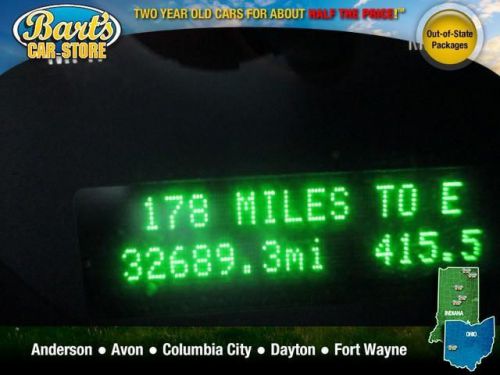 Bart's
CAR STORE
TWO YEAR OLD CARS FOR ABOUT HALF THE PRICE!™
Out-of-State
Packages
178 MILES TO E
32689.3mi 415.5
INDIANA
OHIO
Anderson ● Avon ● Columbia City ● Dayton ● Fort Wayne